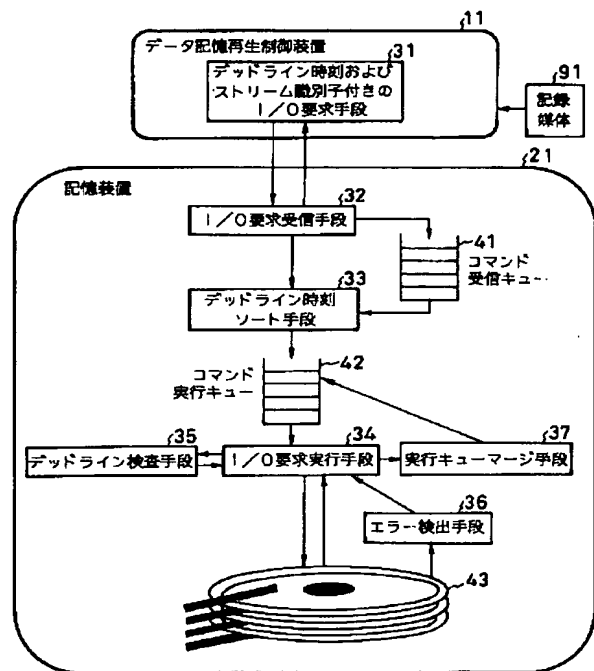 11
データ記憶再生制御装置
31
デッドライン時刻および
ストリーム識別子付きの
I/O要求手段
91
記録
媒体
21
記憶装置
32
I/O要求受信手段
41
コマンド
受信キュー
33
デッドライン時刻
ソート手段
42
コマンド
実行キュー
35
デッドライン検査手段
34
I/O要求実行手段
37
実行キューマージ手段
36
エラー検出手段
43